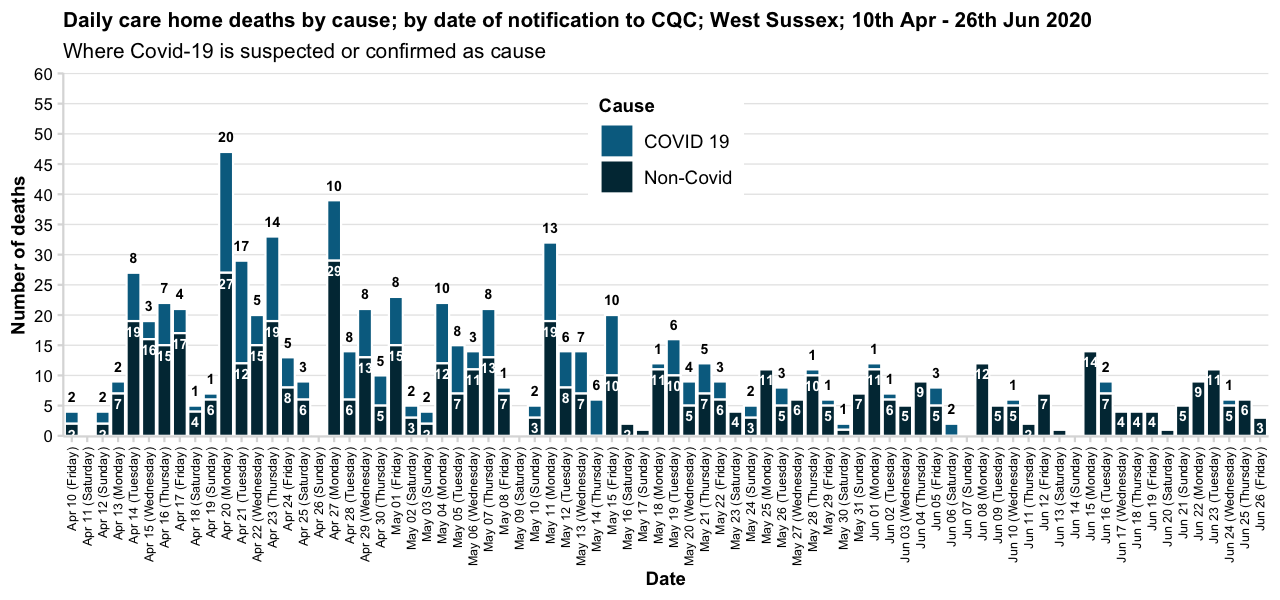 Daily care home deaths by cause; by date of notification to CQC; West Sussex; 10th Apr - 26th Jun 2020
Where Covid-19 is suspected or confirmed as cause
Number of deaths
60
55
50
45
40
35
30
25
20
15
10
5
0
Cause
COVID 19
Non-Covid
2 2 2 8 3 7 4 1 1 20 17 5 14 5 3 10 8 8 5 8 2 2 10 8 3 8 1 2 13 6 7 6 10 1 6 4 5 3 2 3 1 1 1 1 1 3 2 1 2 1
2 2 7 19 16 15 17 4 6 27 12 15 19 8 6 29 6 13 5 15 3 2 12 7 11 13 7 3 19 8 7 10 2 11 10 5 7 6 4 3 11 5 6 10 5 7 11 6 5 9 5 12 5 5 2 7 14 7 4 4 4 5 9 11 5 6 3
Apr 10 (Friday)
Apr 11 (Saturday)
Apr 12 (Sunday)
Apr 13 (Monday)
Apr 14 (Tuesday)
Apr 15 (Wednesday)
Apr 16 (Thursday)
Apr 17 (Friday)
Apr 18 (Saturday)
Apr 19 (Sunday)
Apr 20 (Monday)
Apr 21 (Tuesday)
Apr 22 (Wednesday)
Apr 23 (Thursday)
Apr 24 (Friday)
Apr 25 (Saturday)
Apr 26 (Sunday)
Apr 27 (Monday)
Apr 28 (Tuesday)
Apr 29 (Wednesday)
Apr 30 (Thursday)
May 01 (Friday)
May 02 (Saturday)
May 03 (Sunday)
May 04 (Monday)
May 05 (Tuesday)
May 06 (Wednesday)
May 07 (Thursday)
May 08 (Friday)
May 09 (Saturday)
May 10 (Sunday)
May 11 (Monday)
May 12 (Tuesday)
May 13 (Wednesday)
May 14 (Thursday)
May 15 (Friday)
May 16 (Saturday)
May 17 (Sunday)
May 18 (Monday)
May 19 (Tuesday)
May 20 (Wednesday)
May 21 (Thursday)
May 22 (Friday)
May 23 (Saturday)
May 24 (Sunday)
May 25 (Monday)
May 26 (Tuesday)
May 27 (Wednesday)
May 28 (Thursday)
May 29 (Friday)
May 30 (Saturday)
May 31 (Sunday)
Jun 01 (Monday)
Jun 02 (Tuesday)
Jun 03 (Wednesday)
Jun 04 (Thursday)
Jun 05 (Friday)
Jun 06 (Saturday)
Jun 07 (Sunday)
Jun 08 (Monday)
Jun 09 (Tuesday)
Jun 10 (Wednesday)
Jun 11 (Thursday)
Jun 12 (Friday)
Jun 13 (Saturday)
Jun 14 (Sunday)
Jun 15 (Monday)
Jun 16 (Tuesday)
Jun 17 (Wednesday)
Jun 18 (Thursday)
Jun 19 (Friday)
Jun 20 (Saturday)
Jun 21 (Sunday)
Jun 22 (Monday)
Jun 23 (Tuesday)
Jun 24 (Wednesday)
Jun 25 (Thursday)
Jun 26 (Friday)
Date